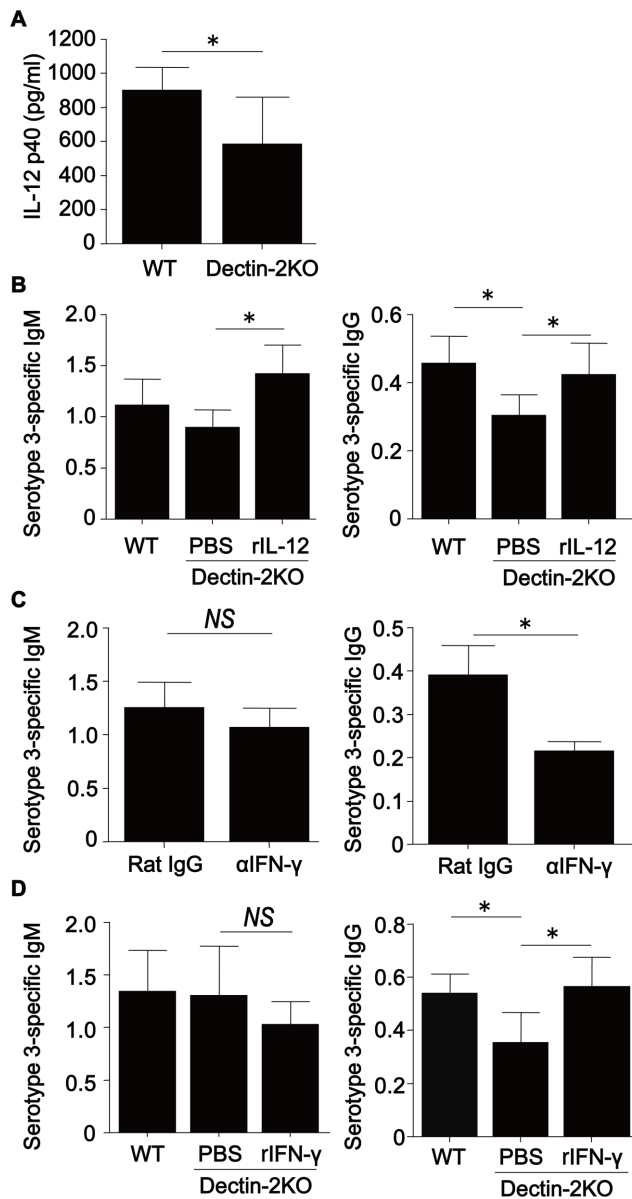 A
IL-12 p40 (pg/ml)
1200
1000
800
600
400
200
0
*
WT Dectin-2KO
B
Serotype 3-specific IgM
2.0
1.5
1.0
0.5
0
*
WT PBS rIL-12
Dectin-2KO
Serotype 3-specific IgG
0.6
0.4
0.2
0
* *
WT PBS rIL-12
Dectin-2KO
C
Serotype 3-specific IgM
2.0
1.5
1.0
0.5
0
NS
Rat IgG αIFN-γ
Serotype 3-specific IgG
0.5
0.4
0.3
0.2
0.1
0
*
Rat IgG αIFN-γ
D
Serotype 3-specific IgM
2.0
1.5
1.0
0.5
0
NS
WT PBS rIFN-γ
Dectin-2KO
Serotype 3-specific IgG
0.8
0.6
0.4
0.2
0
* *
WT PBS rIFN-γ
Dectin-2KO